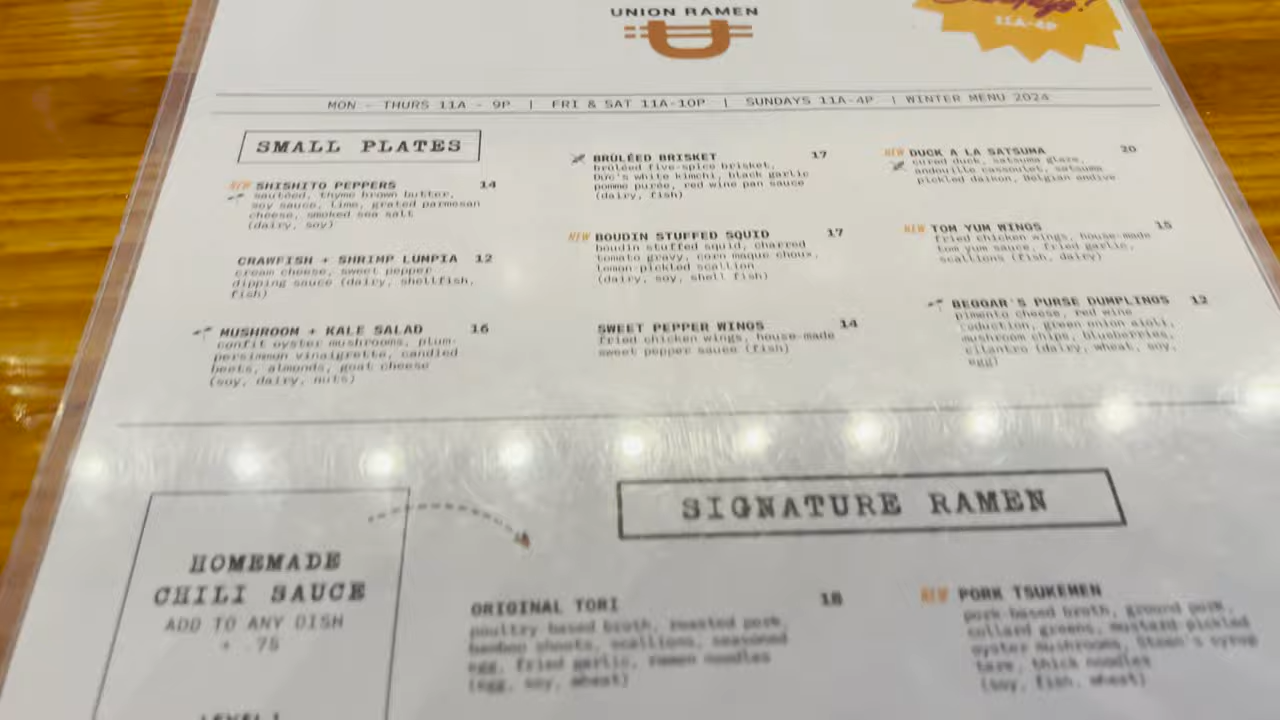 UNION RAMEN
11A-4P
MON - THURS 11A - 9P | FRI & SAT 11A-10P | SUNDAYS 11A-4P | WINTER MENU 2024
SMALL PLATES
NEW SHISHITO PEPPERS 14
sautéed, thyme brown butter,
soy sauce, lime, grated parmesan
cheese, smoked sea salt
(dairy, soy)
CRAWFISH + SHRIMP LUMPIA 12
cream cheese, sweet pepper
dipping sauce (dairy, shellfish,
fish)
MUSHROOM + KALE SALAD 16
confit oyster mushrooms, plum-
persimmon vinaigrette, candied
beets, almonds, goat cheese
(soy, dairy, nuts)
BRÛLÉED BRISKET 17
brûléed five-spice brisket,
Duc's white kimchi, black garlic
pomme purée, red wine pan sauce
(dairy, fish)
NEW BOUDIN STUFFED SQUID 17
boudin stuffed squid, charred
tomato gravy, corn maque choux,
lemon-pickled scallion
(dairy, soy, shell fish)
SWEET PEPPER WINGS 14
fried chicken wings, house-made
sweet pepper sauce (fish)
NEW DUCK A LA SATSUMA 20
cured duck, satsuma glaze,
andouille cassoulet, satsuma
pickled daikon, Belgian endive
NEW TOM YUM WINGS 15
fried chicken wings, house-made
tom yum sauce, fried garlic,
scallions (fish, dairy)
BEGGAR'S PURSE DUMPLINGS 12
pimento cheese, red wine
reduction, green onion aioli,
mushroom chips, blueberries,
cilantro (dairy, wheat, soy,
egg)
HOMEMADE
CHILI SAUCE
ADD TO ANY DISH
+ .75
LEVEL 1
SIGNATURE RAMEN
ORIGINAL TORI 18
poultry based broth, roasted pork,
bamboo shoots, scallions, seasoned
egg, fried garlic, ramen noodles
(egg, soy, wheat)
NEW PORK TSUKEMEN
pork-based broth, ground pork,
collard greens, mustard-pickled
oyster mushrooms, Steen's syrup
tare, thick noodles
(soy, fish, wheat)